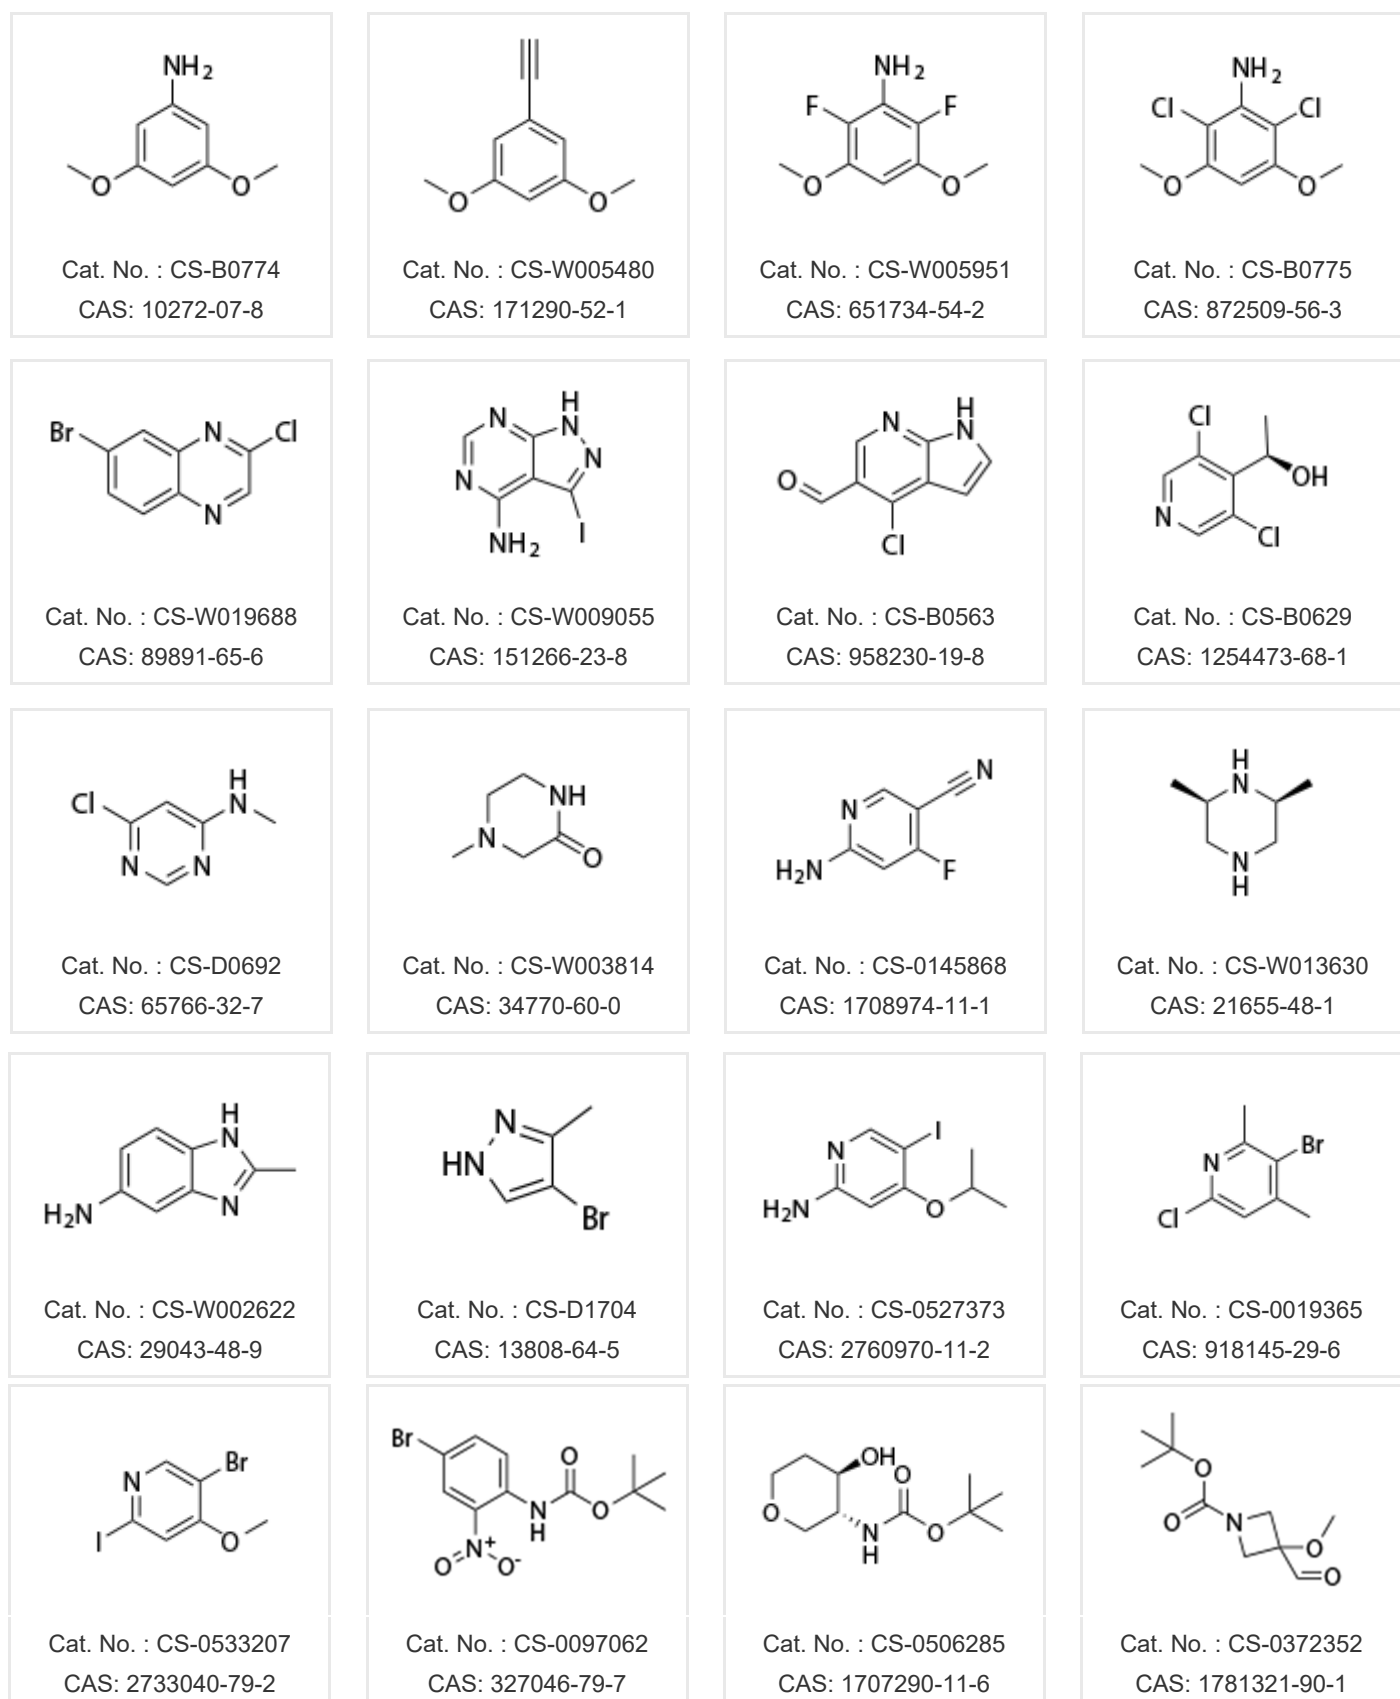 NH2
O O
Cat. No. : CS-B0774
CAS: 10272-07-8
O O
Cat. No. : CS-W005480
CAS: 171290-52-1
NH2
F F
O O
Cat. No. : CS-W005951
CAS: 651734-54-2
NH2
Cl Cl
O O
Cat. No. : CS-B0775
CAS: 872509-56-3
Br N Cl
N
Cat. No. : CS-W019688
CAS: 89891-65-6
H
N N
N N
NH2 I
Cat. No. : CS-W009055
CAS: 151266-23-8
H
N N
O
Cl
Cat. No. : CS-B0563
CAS: 958230-19-8
Cl
OH
N Cl
Cat. No. : CS-B0629
CAS: 1254473-68-1
H
Cl N
N N
Cat. No. : CS-D0692
CAS: 65766-32-7
NH
N O
Cat. No. : CS-W003814
CAS: 34770-60-0
N
N
H2N F
Cat. No. : CS-0145868
CAS: 1708974-11-1
H
N
N
H
Cat. No. : CS-W013630
CAS: 21655-48-1
H
N
H2N N
Cat. No. : CS-W002622
CAS: 29043-48-9
N
HN
Br
Cat. No. : CS-D1704
CAS: 13808-64-5
I
N
H2N O
Cat. No. : CS-0527373
CAS: 2760970-11-2
Br
N
Cl
Cat. No. : CS-0019365
CAS: 918145-29-6
Br
N
I O
Cat. No. : CS-0533207
CAS: 2733040-79-2
Br O
N O
H
N+
O O-
Cat. No. : CS-0097062
CAS: 327046-79-7
OH
O
O N O
H
Cat. No. : CS-0506285
CAS: 1707290-11-6
O
O N
O
O
Cat. No. : CS-0372352
CAS: 1781321-90-1